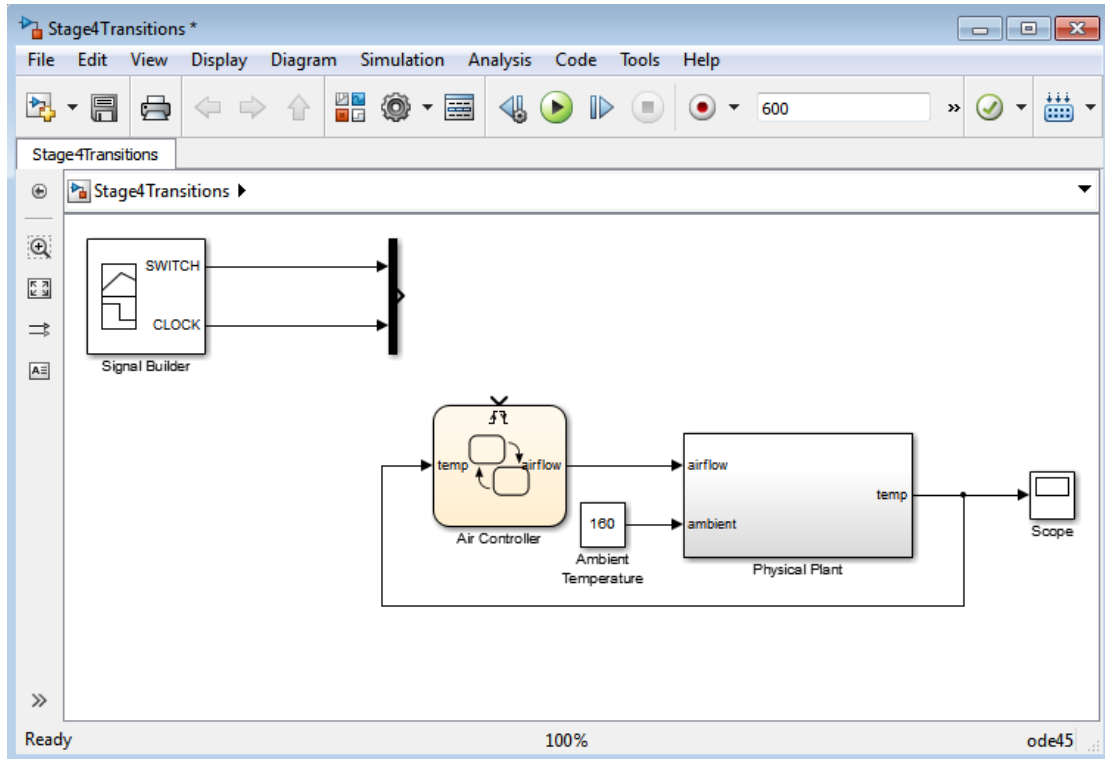 Stage4Transitions *
File Edit View Display Diagram Simulation Analysis Code Tools Help
600 »
Stage4Transitions
Stage4Transitions
SWITCH
CLOCK
Signal Builder
temp airflow
Air Controller
160
Ambient
Temperature
airflow
temp
ambient
Physical Plant
Scope
A
»
Ready 100% ode45